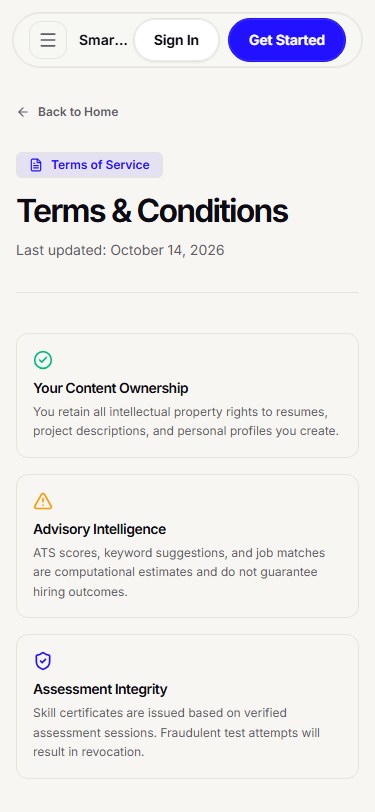 Smar...
Sign In
Get Started
Back to Home
Terms of Service
Terms & Conditions
Last updated: October 14, 2026
Your Content Ownership
You retain all intellectual property rights to resumes,
project descriptions, and personal profiles you create.
Advisory Intelligence
ATS scores, keyword suggestions, and job matches
are computational estimates and do not guarantee
hiring outcomes.
Assessment Integrity
Skill certificates are issued based on verified
assessment sessions. Fraudulent test attempts will
result in revocation.